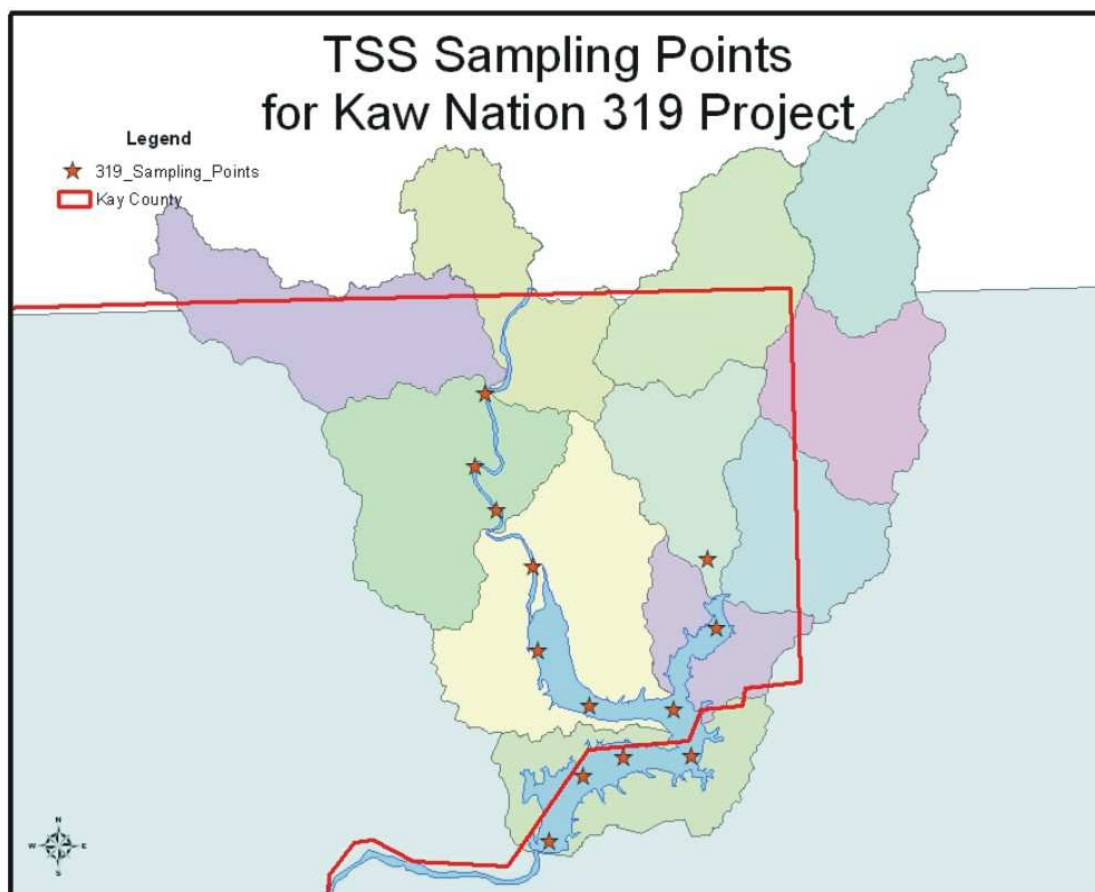 TSS Sampling Points
for Kaw Nation 319 Project
Legend
319_Sampling_Points
Kay County
N
W E
S